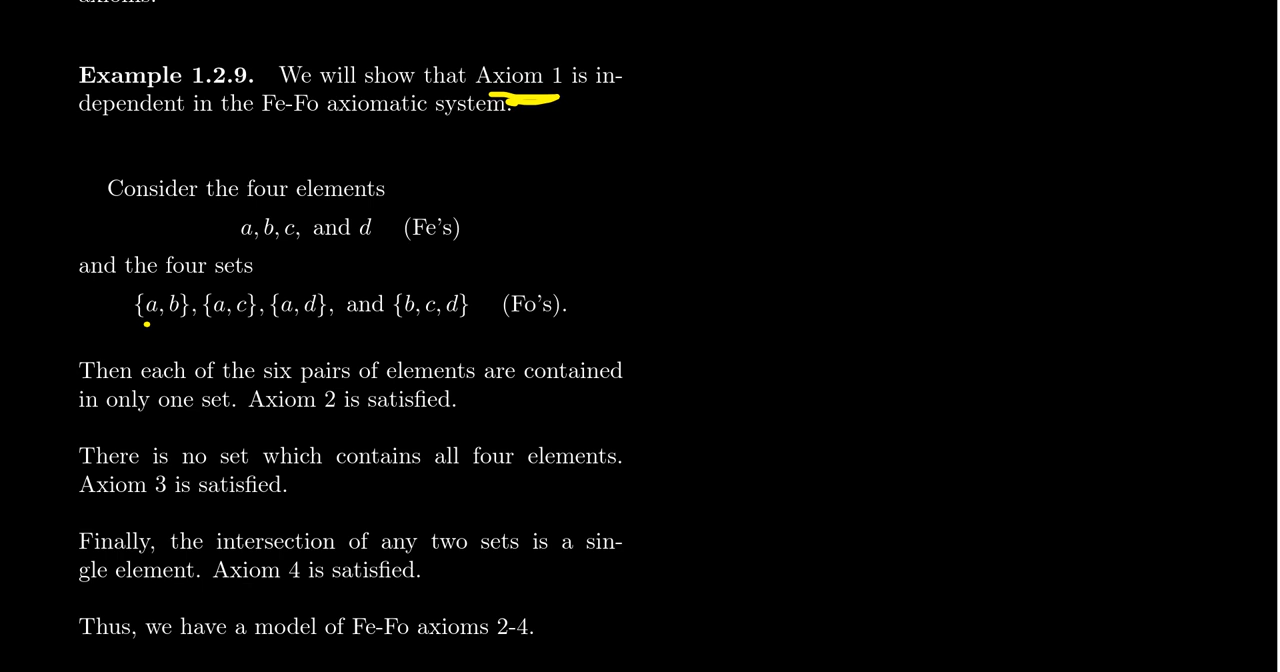 axioms.
Example 1.2.9. We will show that Axiom 1 is in-
dependent in the Fe-Fo axiomatic system.
Consider the four elements
a, b, c, and d (Fe's)
and the four sets
{a, b}, {a, c}, {a, d}, and {b, c, d} (Fo's).
Then each of the six pairs of elements are contained
in only one set. Axiom 2 is satisfied.
There is no set which contains all four elements.
Axiom 3 is satisfied.
Finally, the intersection of any two sets is a sin-
gle element. Axiom 4 is satisfied.
Thus, we have a model of Fe-Fo axioms 2-4.